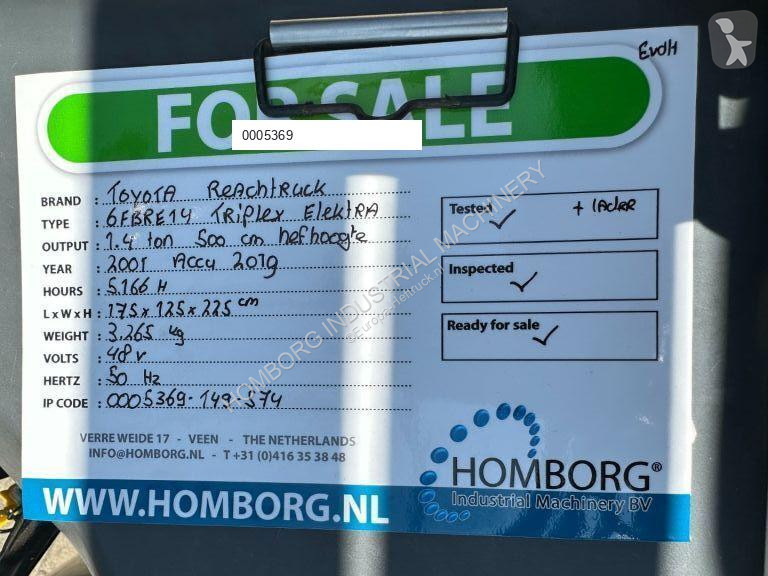 EvdH
FOR SALE
0005369
BRAND : TOYOTA ReAchtruck
TYPE : 6FBRE14 Triplex ElektrA
OUTPUT : 1.4 ton 500 cm hefhoogte
YEAR : 2001 Accu 2019
HOURS : 5.166 H
L x W x H : 175 x 125 x 225 cm
WEIGHT : 3.265 kg
VOLTS : 48 v
HERTZ : 50 Hz
IP CODE : 0005369-149-574
Tested ✓
Inspected ✓
Ready for sale ✓
VERRE WEIDE 17 - VEEN - THE NETHERLANDS
INFO@HOMBORG.NL - T +31 (0)416 35 38 48
WWW.HOMBORG.NL
HOMBORG®
Industrial Machinery BV
HOMBORG INDUSTRIAL MACHINERY